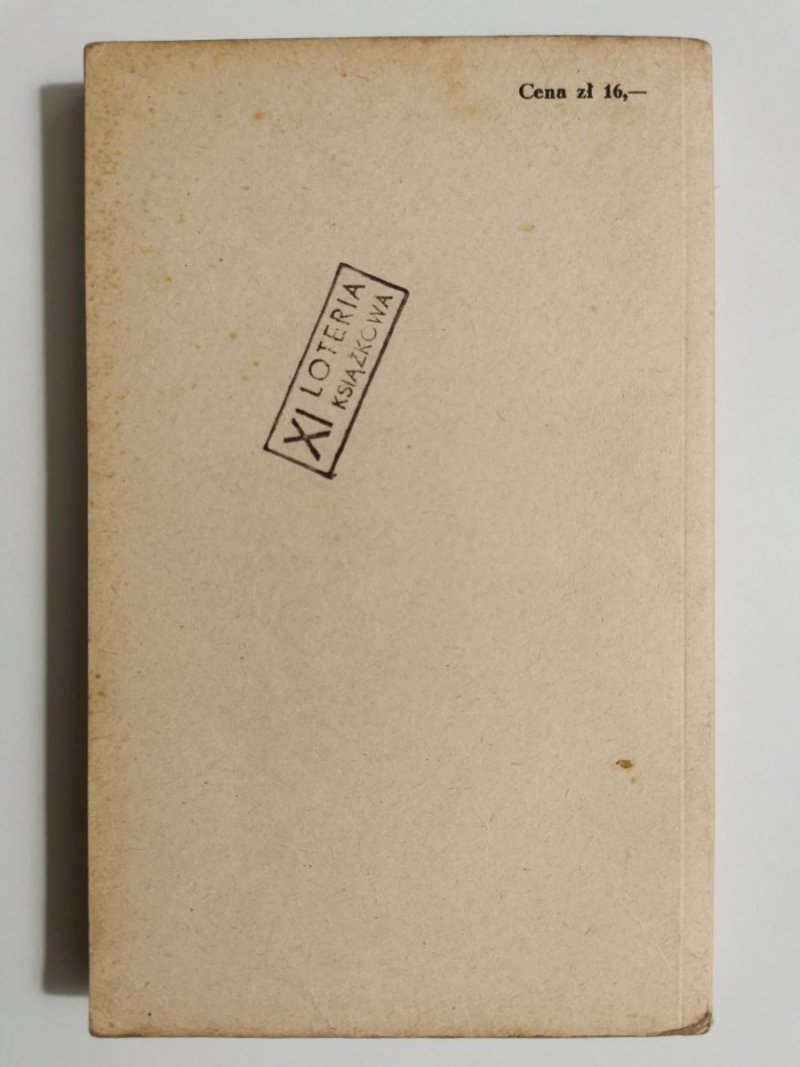 Cena zł 16,—
XI LOTERIA
KSIĄŻKOWA